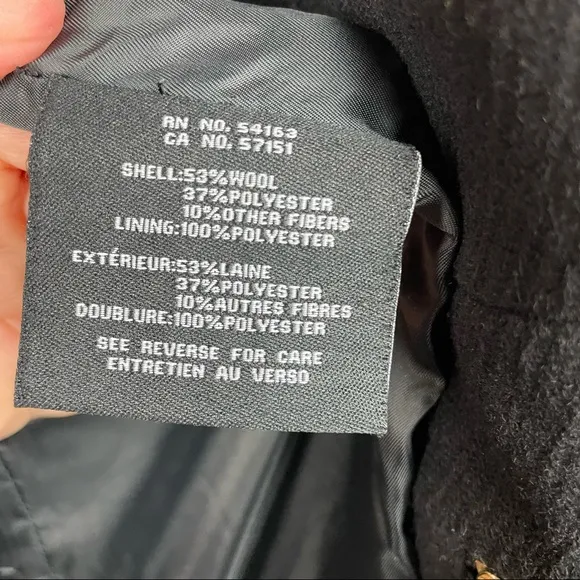 RN NO. 54163
CA NO. 57151
SHELL:53%WOOL
37%POLYESTER
10%OTHER FIBERS
LINING:100%POLYESTER
EXTÉRIEUR:53%LAINE
37%POLYESTER
10%AUTRES FIBRES
DOUBLURE:100%POLYESTER
SEE REVERSE FOR CARE
ENTRETIEN AU VERSO